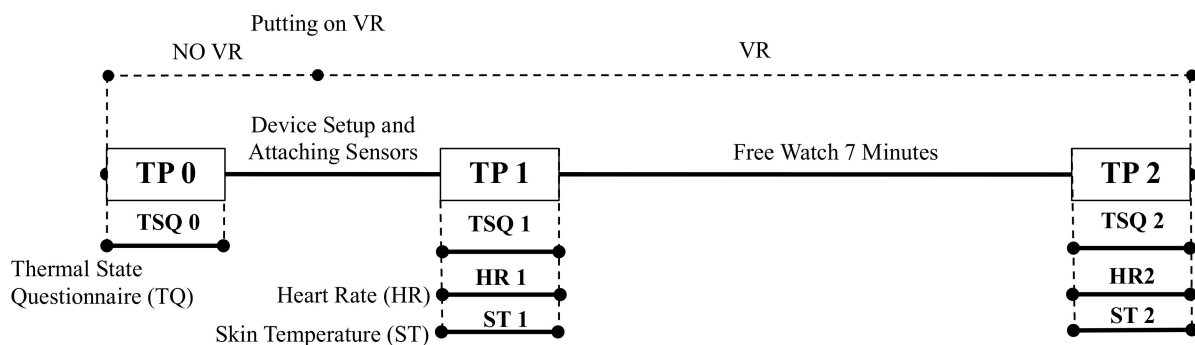 Putting on VR
NO VR
VR
Device Setup and
Attaching Sensors
Free Watch 7 Minutes
TP 0
TP 1
TP 2
TSQ 0
TSQ 1
TSQ 2
Thermal State
Questionnaire (TQ)
HR 1
HR2
Heart Rate (HR)
ST 1
ST 2
Skin Temperature (ST)